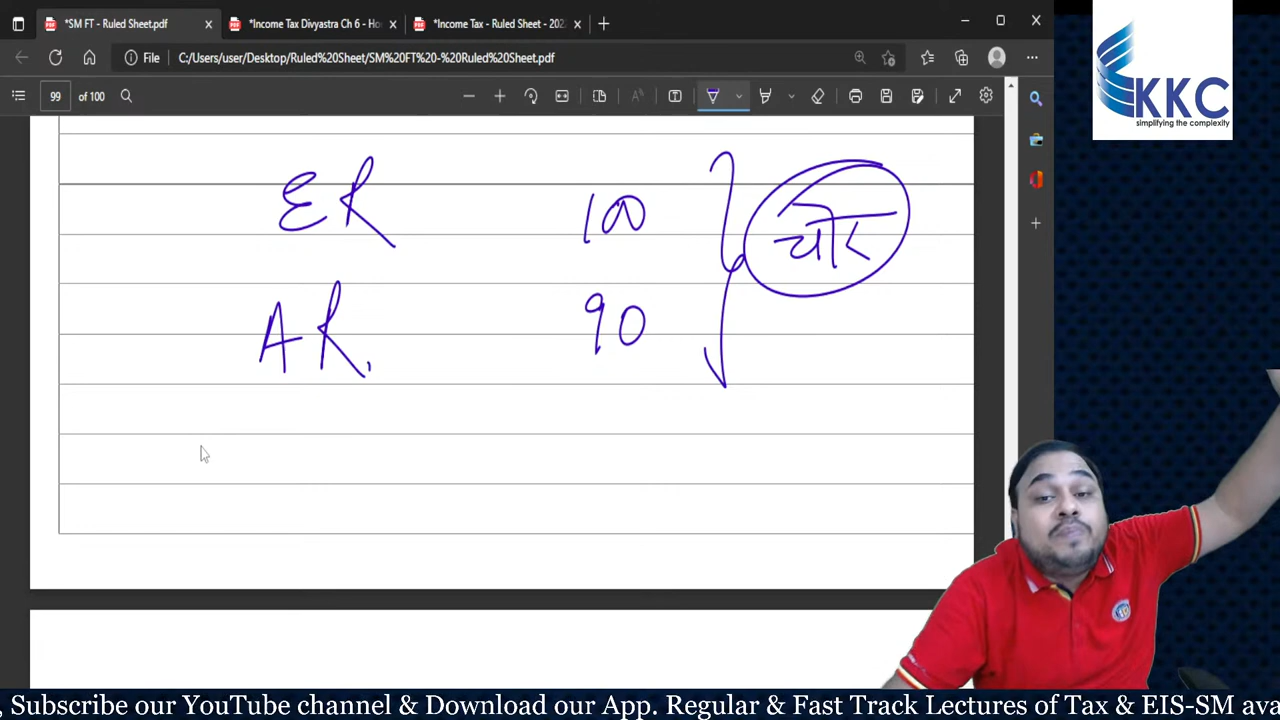 *SM FT - Ruled Sheet.pdf
*Income Tax Divyastra Ch 6 - Ho
*Income Tax - Ruled Sheet - 202
File
C:/Users/user/Desktop/Ruled%20Sheet/SM%20FT%20-%20Ruled%20Sheet.pdf
99 of 100
KKC
simplifying the complexity
ER 100
चोर
AR. 90
, Subscribe our YouTube channel & Download our App. Regular & Fast Track Lectures of Tax & EIS-SM ava